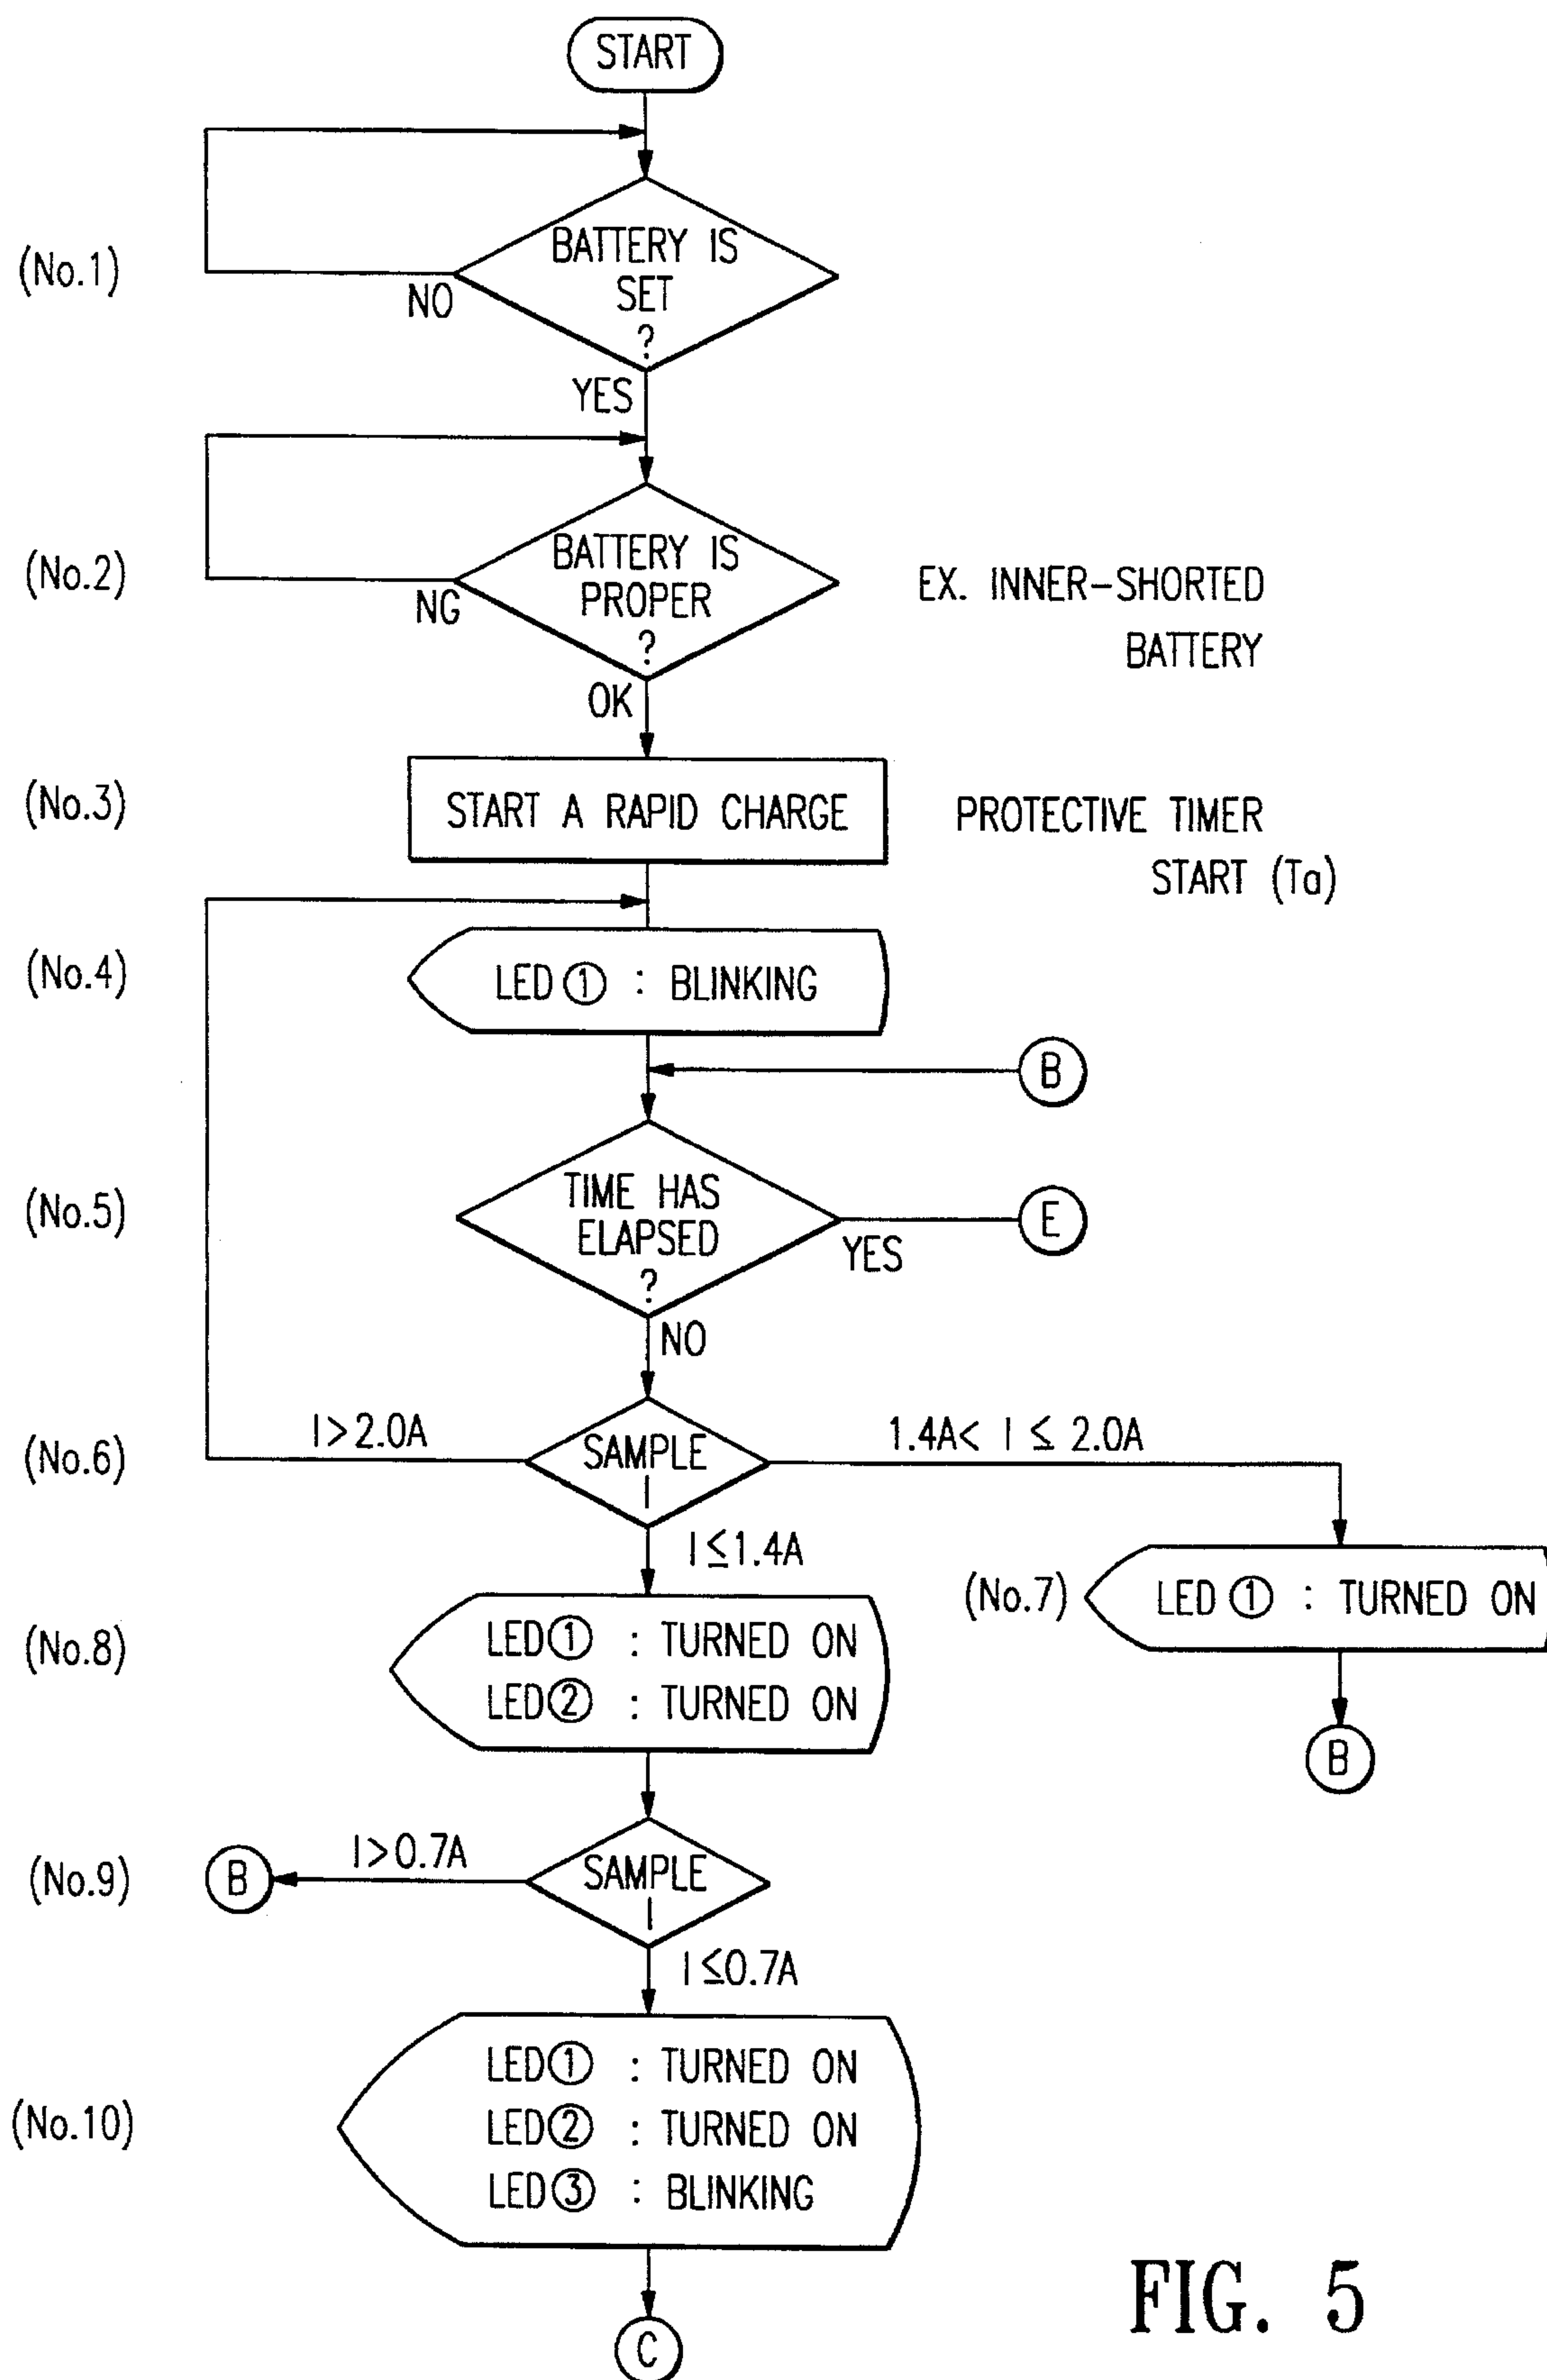 START
(No.1)
BATTERY IS
SET
?
NO
YES
(No.2)
BATTERY IS
PROPER
?
NG
OK
EX. INNER-SHORTED
BATTERY
(No.3)
START A RAPID CHARGE
PROTECTIVE TIMER
START (Ta)
(No.4)
LED① : BLINKING
B
(No.5)
TIME HAS
ELAPSED
?
YES
E
NO
(No.6)
I>2.0A
SAMPLE
I
1.4A< I ≤ 2.0A
I≤1.4A
(No.7)
LED ① : TURNED ON
B
(No.8)
LED① : TURNED ON
LED② : TURNED ON
(No.9)
B
I>0.7A
SAMPLE
I
I≤0.7A
(No.10)
LED① : TURNED ON
LED② : TURNED ON
LED③ : BLINKING
C
FIG. 5